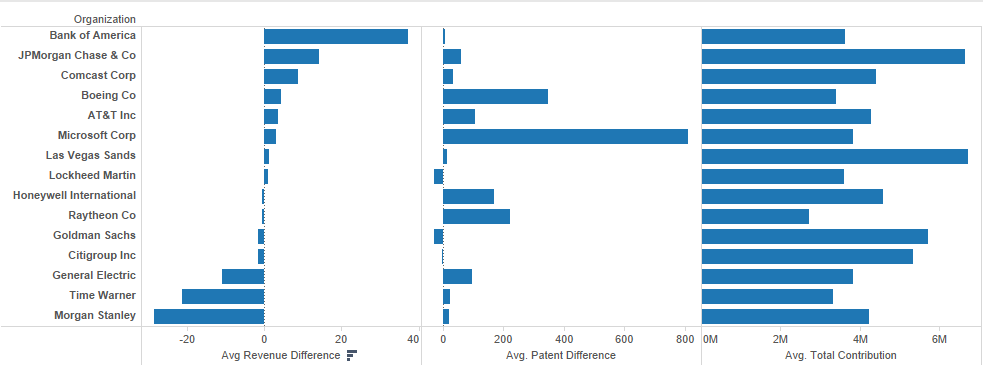 Organization
Bank of America
JPMorgan Chase & Co
Comcast Corp
Boeing Co
AT&T Inc
Microsoft Corp
Las Vegas Sands
Lockheed Martin
Honeywell International
Raytheon Co
Goldman Sachs
Citigroup Inc
General Electric
Time Warner
Morgan Stanley
-20 0 20 40 0 200 400 600 800 0M 2M 4M 6M
Avg Revenue Difference Avg. Patent Difference Avg. Total Contribution